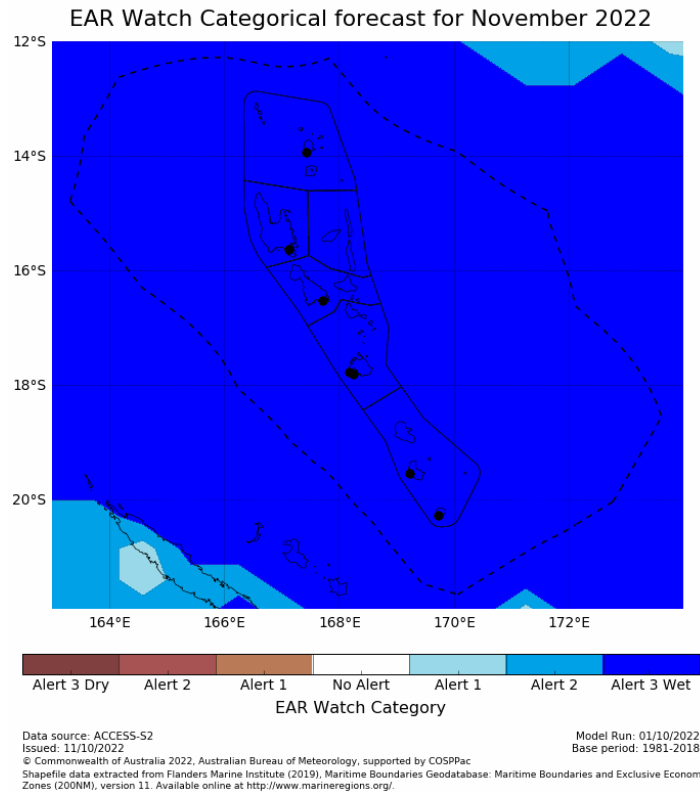 EAR Watch Categorical forecast for November 2022
12°S
14°S
16°S
18°S
20°S
164°E 166°E 168°E 170°E 172°E
Alert 3 Dry Alert 2 Alert 1 No Alert Alert 1 Alert 2 Alert 3 Wet
EAR Watch Category
Data source: ACCESS-S2 Model Run: 01/10/2022
Issued: 11/10/2022 Base period: 1981-2018
© Commonwealth of Australia 2022, Australian Bureau of Meteorology, supported by COSPPac
Shapefile data extracted from Flanders Marine Institute (2019), Maritime Boundaries Geodatabase: Maritime Boundaries and Exclusive Econom
Zones (200NM), version 11. Available online at http://www.marineregions.org/.